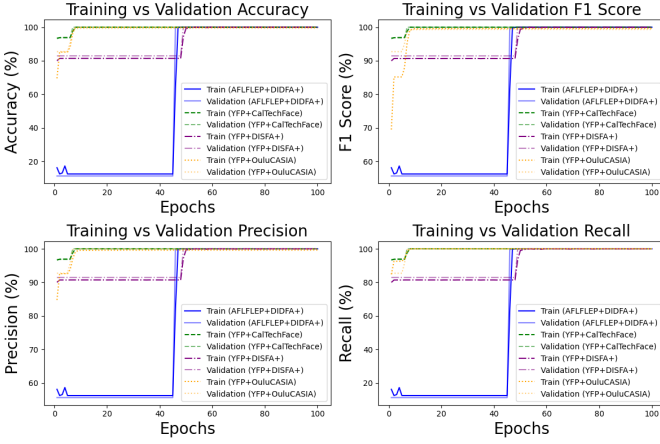 Training vs Validation Accuracy
Accuracy (%)
100
80
60
40
20
0
20
40
60
80
100
Epochs
Train (AFLFLEP+DIDFA+)
Validation (AFLFLEP+DIDFA+)
Train (YFP+CalTechFace)
Validation (YFP+CalTechFace)
Train (YFP+DISFA+)
Validation (YFP+DISFA+)
Train (YFP+OuluCASIA)
Validation (YFP+OuluCASIA)
Training vs Validation F1 Score
F1 Score (%)
100
90
80
70
60
0
20
40
60
80
100
Epochs
Train (AFLFLEP+DIDFA+)
Validation (AFLFLEP+DIDFA+)
Train (YFP+CalTechFace)
Validation (YFP+CalTechFace)
Train (YFP+DISFA+)
Validation (YFP+DISFA+)
Train (YFP+OuluCASIA)
Validation (YFP+OuluCASIA)
Training vs Validation Precision
Precision (%)
100
90
80
70
60
0
20
40
60
80
100
Epochs
Train (AFLFLEP+DIDFA+)
Validation (AFLFLEP+DIDFA+)
Train (YFP+CalTechFace)
Validation (YFP+CalTechFace)
Train (YFP+DISFA+)
Validation (YFP+DISFA+)
Train (YFP+OuluCASIA)
Validation (YFP+OuluCASIA)
Training vs Validation Recall
Recall (%)
100
80
60
40
20
0
20
40
60
80
100
Epochs
Train (AFLFLEP+DIDFA+)
Validation (AFLFLEP+DIDFA+)
Train (YFP+CalTechFace)
Validation (YFP+CalTechFace)
Train (YFP+DISFA+)
Validation (YFP+DISFA+)
Train (YFP+OuluCASIA)
Validation (YFP+OuluCASIA)